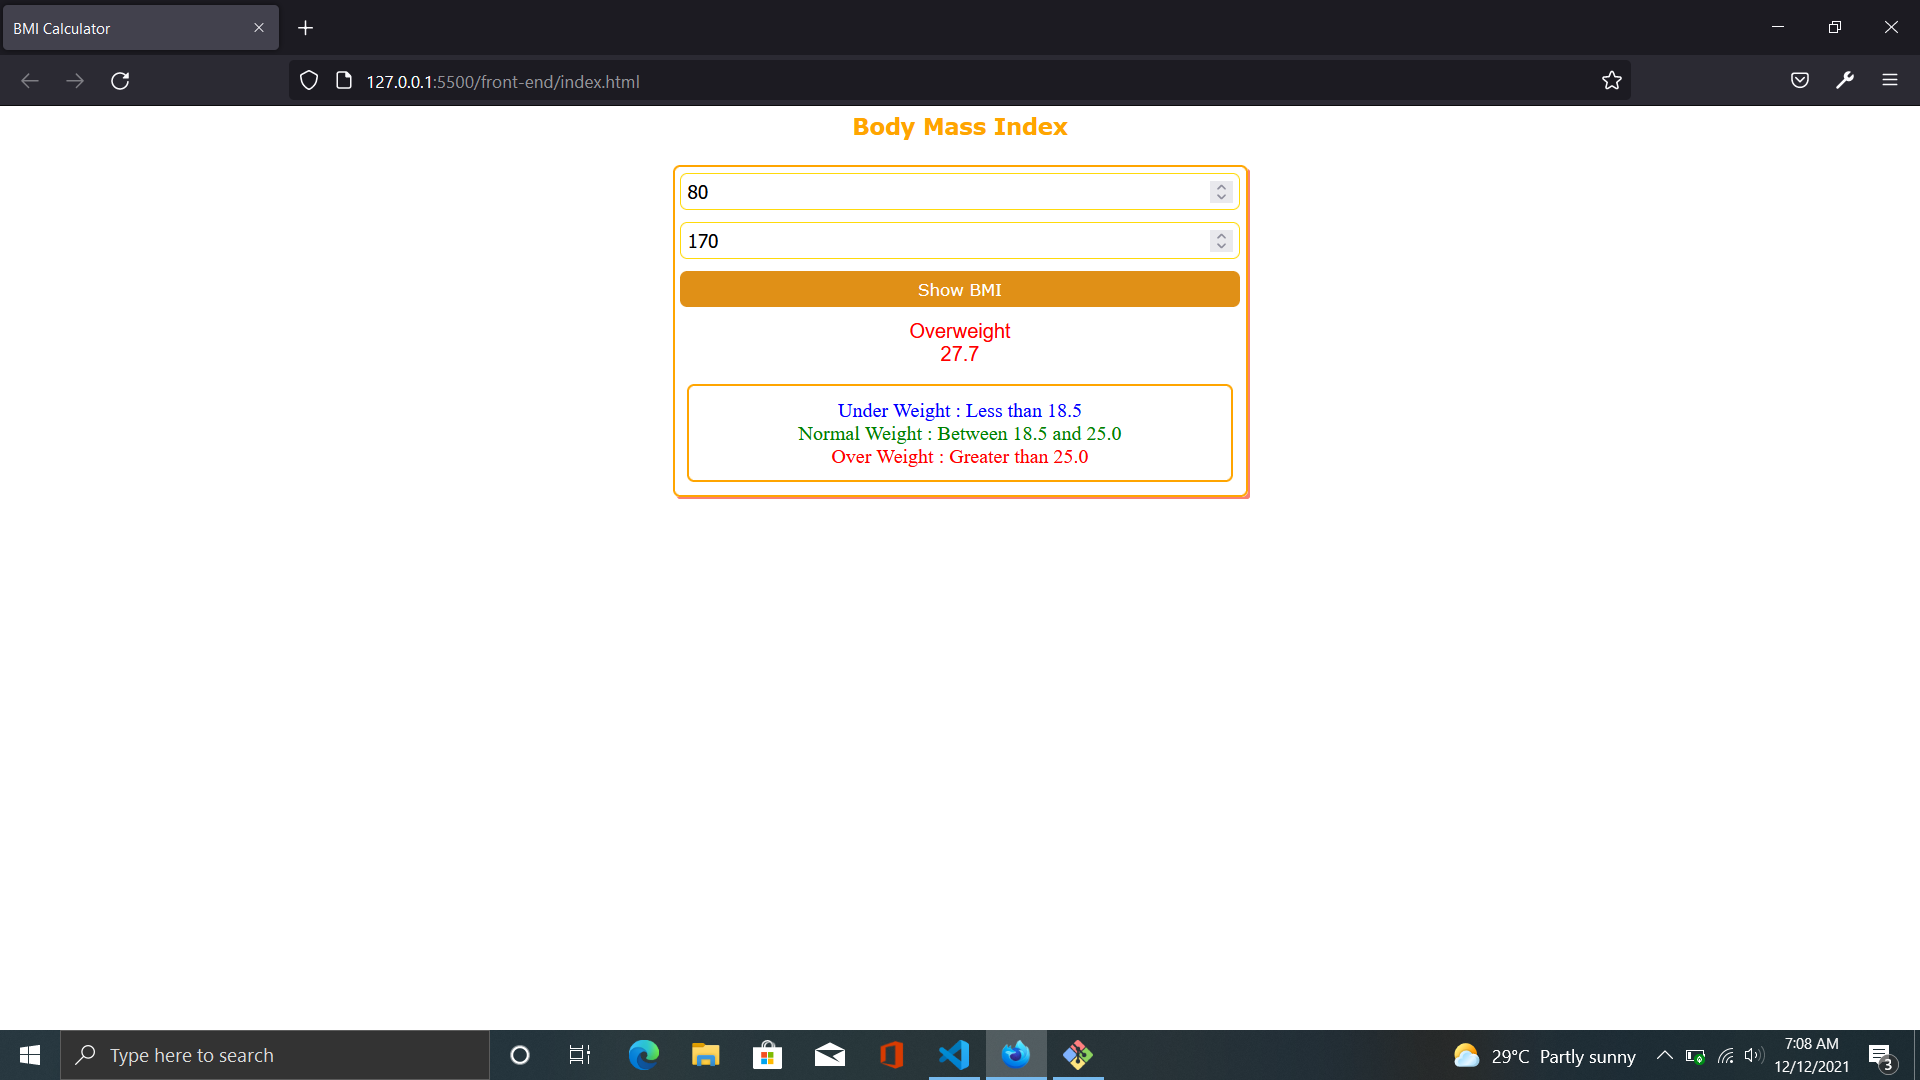 BMI Calculator
127.0.0.1:5500/front-end/index.html
Body Mass Index
80
170
Show BMI
Overweight
27.7
Under Weight : Less than 18.5
Normal Weight : Between 18.5 and 25.0
Over Weight : Greater than 25.0
Type here to search
29°C Partly sunny
7:08 AM
12/12/2021
3